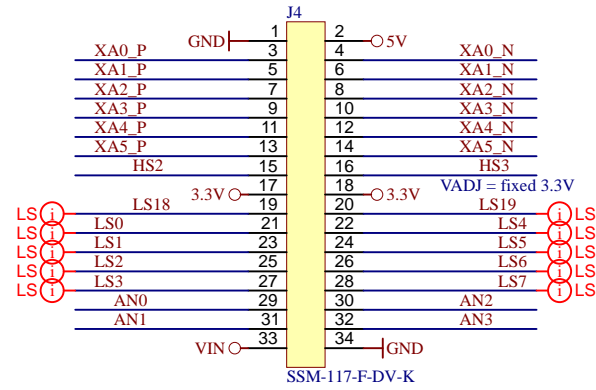 J4
GND 1 2 5V
XA0_P 3 4 XA0_N
XA1_P 5 6 XA1_N
XA2_P 7 8 XA2_N
XA3_P 9 10 XA3_N
XA4_P 11 12 XA4_N
XA5_P 13 14 XA5_N
HS2 15 16 HS3
3.3V 17 18 3.3V VADJ = fixed 3.3V
LS i LS18 19 20 LS19 i LS
LS i LS0 21 22 LS4 i LS
LS i LS1 23 24 LS5 i LS
LS i LS2 25 26 LS6 i LS
LS i LS3 27 28 LS7 i LS
AN0 29 30 AN2
AN1 31 32 AN3
VIN 33 34 GND
SSM-117-F-DV-K